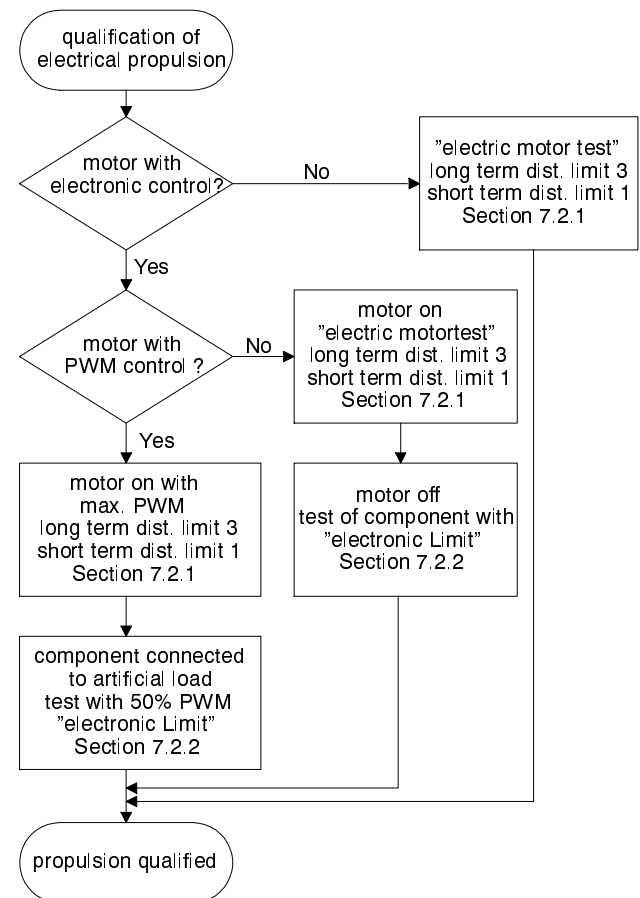 qualification of
electrical propulsion
motor with
electronic control?
No
"electric motor test"
long term dist. limit 3
short term dist. limit 1
Section 7.2.1
Yes
motor with
PWM control ?
No
motor on
"electric motortest"
long term dist. limit 3
short term dist. limit 1
Section 7.2.1
Yes
motor on with
max. PWM
long term dist. limit 3
short term dist. limit 1
Section 7.2.1
motor off
test of component with
"electronic Limit"
Section 7.2.2
component connected
to artificial load
test with 50% PWM
"electronic Limit"
Section 7.2.2
propulsion qualified